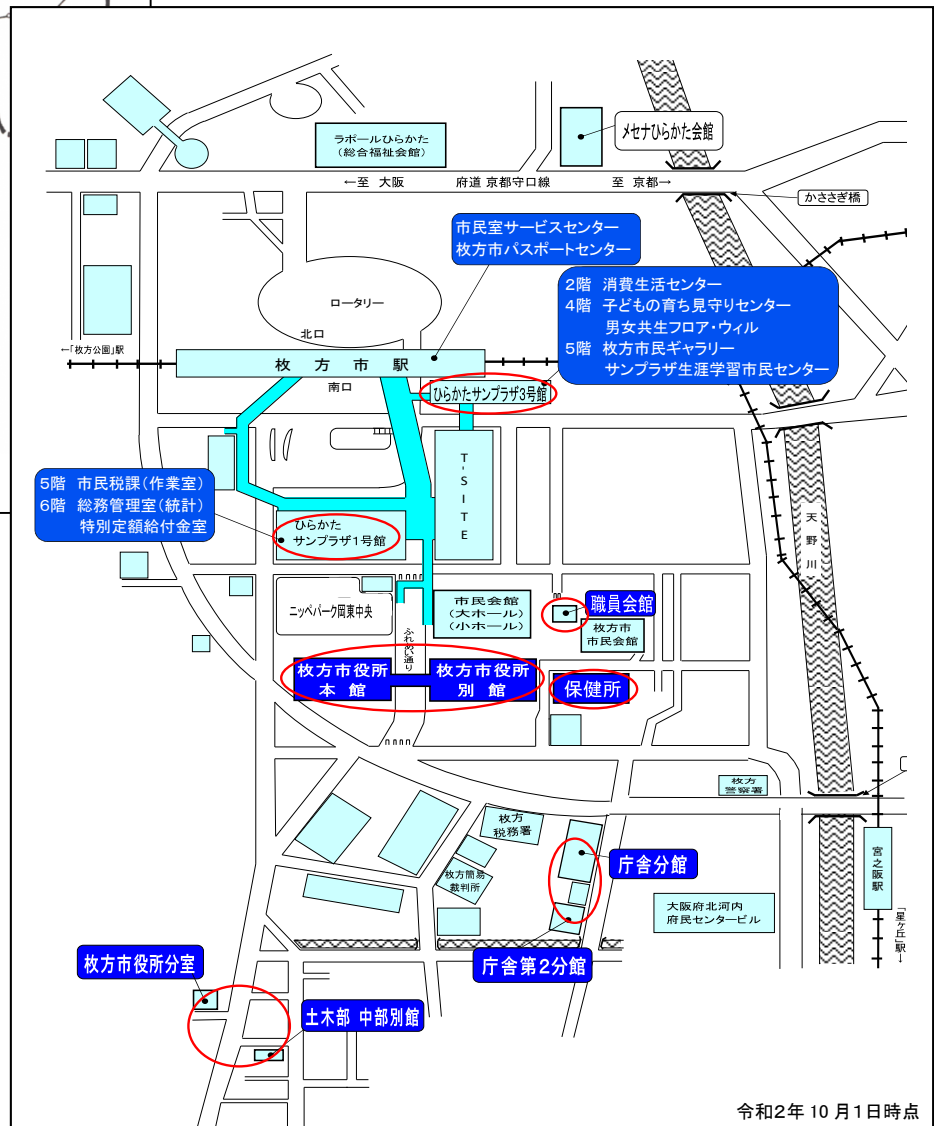 ラポールひらかた
(総合福祉会館)
メセナひらかた会館
←至 大阪
府道 京都守口線
至 京都→
かささぎ橋
市民室サービスセンター
枚方市パスポートセンター
2階 消費生活センター
4階 子どもの育ち見守りセンター
男女共生フロア・ウィル
5階 枚方市民ギャラリー
サンプラザ生涯学習市民センター
ロータリー
北口
←「枚方公園」駅
枚方市駅
南口
ひらかたサンプラザ3号館
T-SITE
5階 市民税課(作業室)
6階 総務管理室(統計)
特別定額給付金室
ひらかた
サンプラザ1号館
天野川
ニッペパーク岡東中央
市民会館
(大ホール)
(小ホール)
職員会館
枚方市
市民会館
ふれあい通り
枚方市役所
本館
枚方市役所
別館
保健所
枚方
警察署
枚方
税務署
枚方簡易
裁判所
庁舎分館
宮之阪駅
大阪府北河内
府民センタービル
「星ケ丘」駅→
枚方市役所分室
庁舎第2分館
土木部 中部別館
令和2年10月1日時点